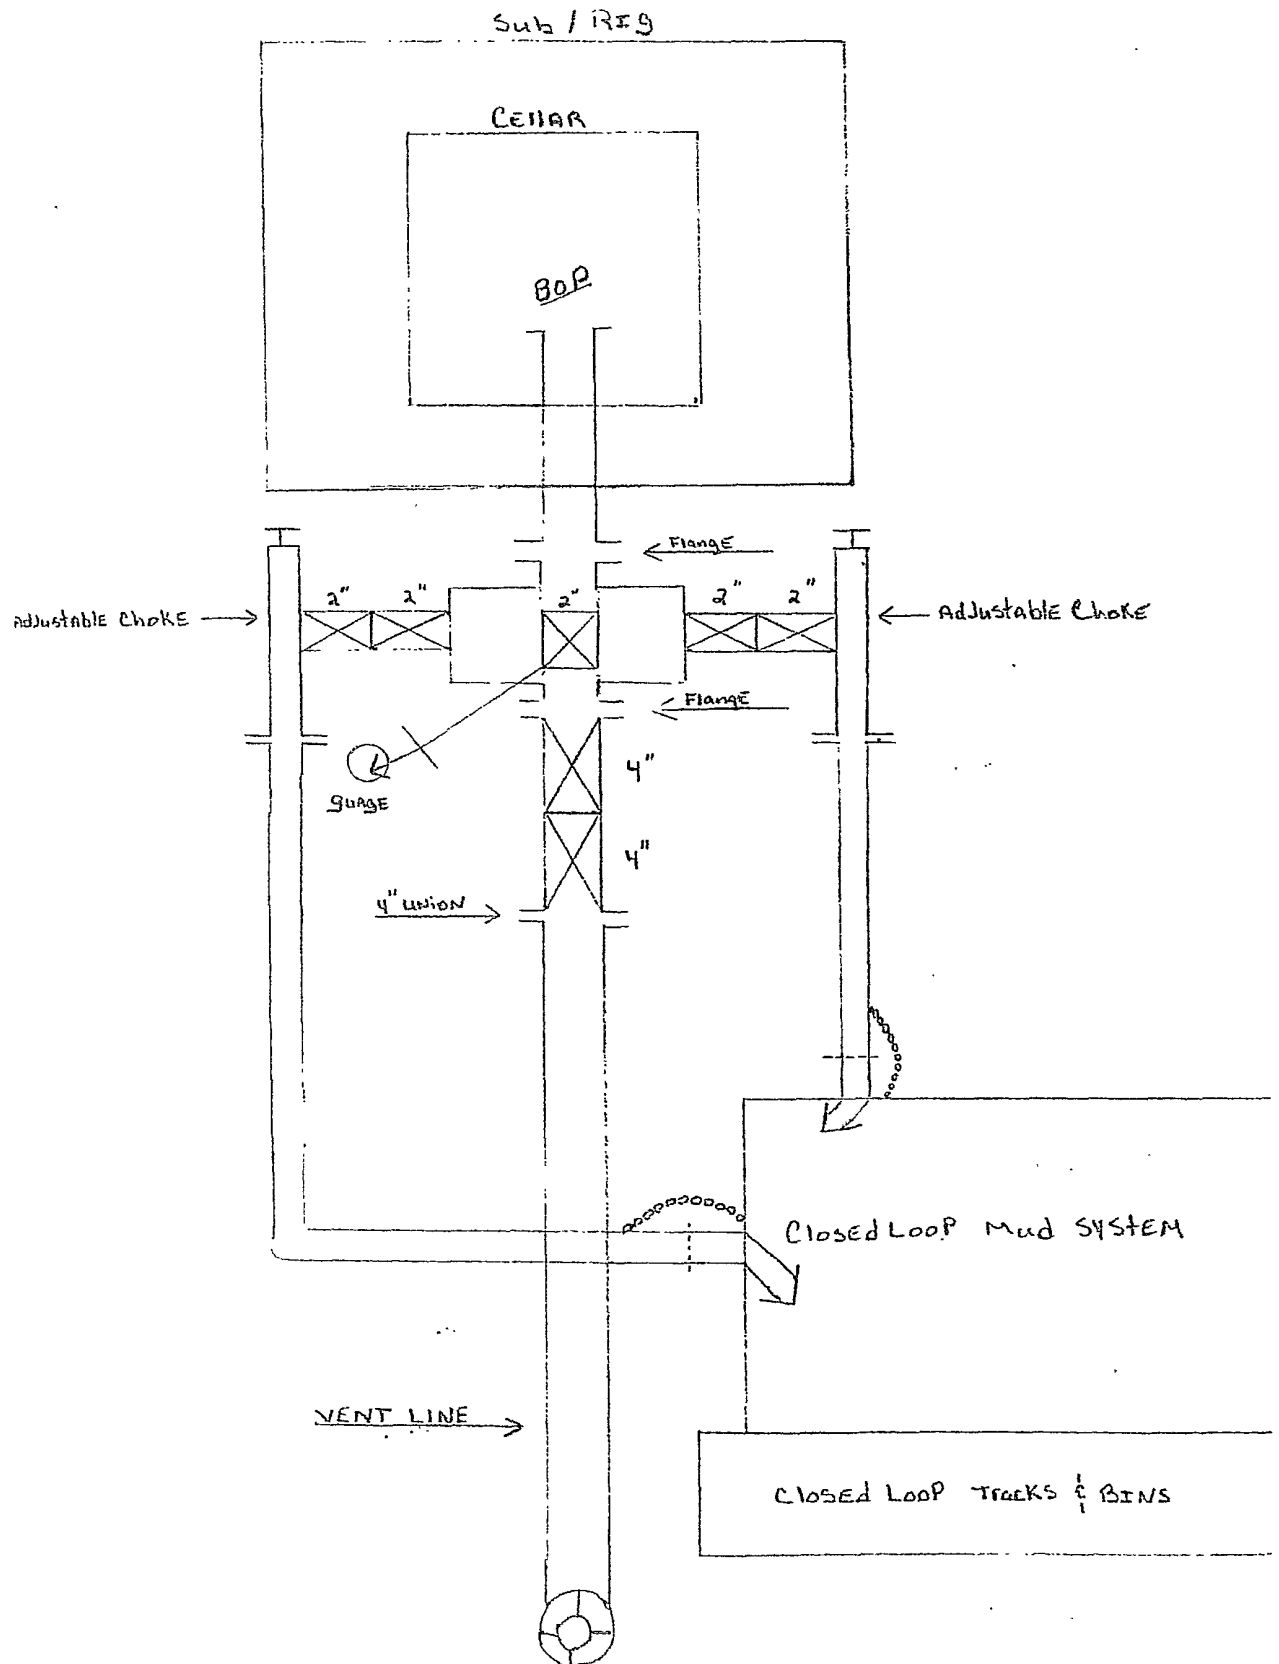 Sub / RIg
CEllAR
BOP
Flange
2" 2" 2" 2" 2"
Adjustable ChoKE
AdJustablE ChoKE
FlangE
4"
guagE
4"
4" UNiON
ClosEd LooP Mud SYStEM
VENT LINE
ClOSEd LooP TracKS & BINS